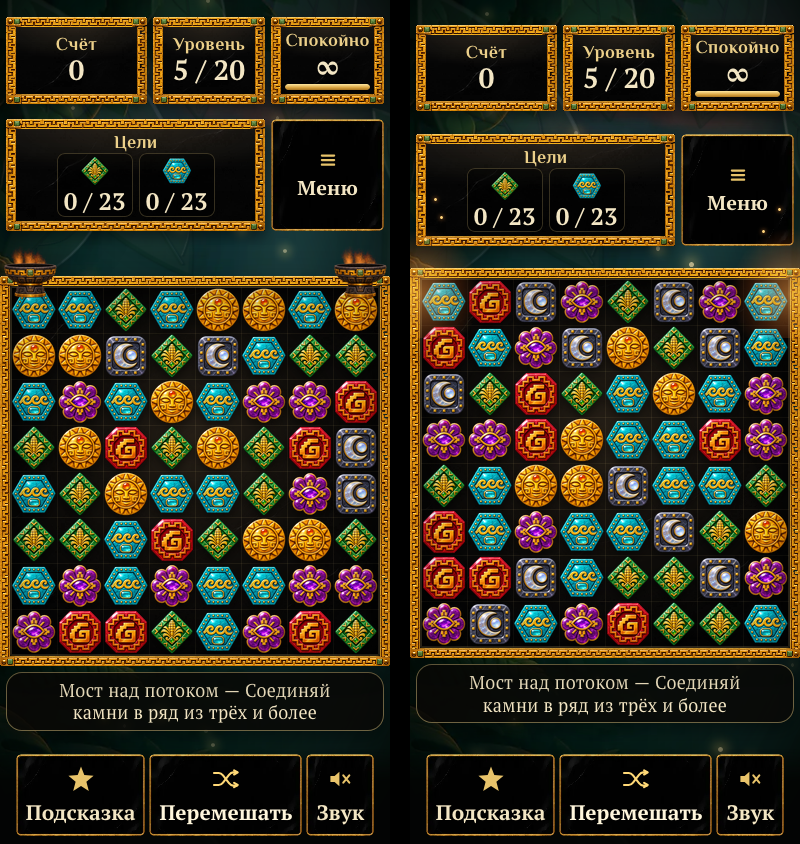 Счёт
0
Уровень
5 / 20
Спокойно
∞
Цели
0 / 23
0 / 23
≡
Меню
Мост над потоком — Соединяй
камни в ряд из трёх и более
Подсказка
Перемешать
Звук
Счёт
0
Уровень
5 / 20
Спокойно
∞
Цели
0 / 23
0 / 23
≡
Меню
Мост над потоком — Соединяй
камни в ряд из трёх и более
Подсказка
Перемешать
Звук